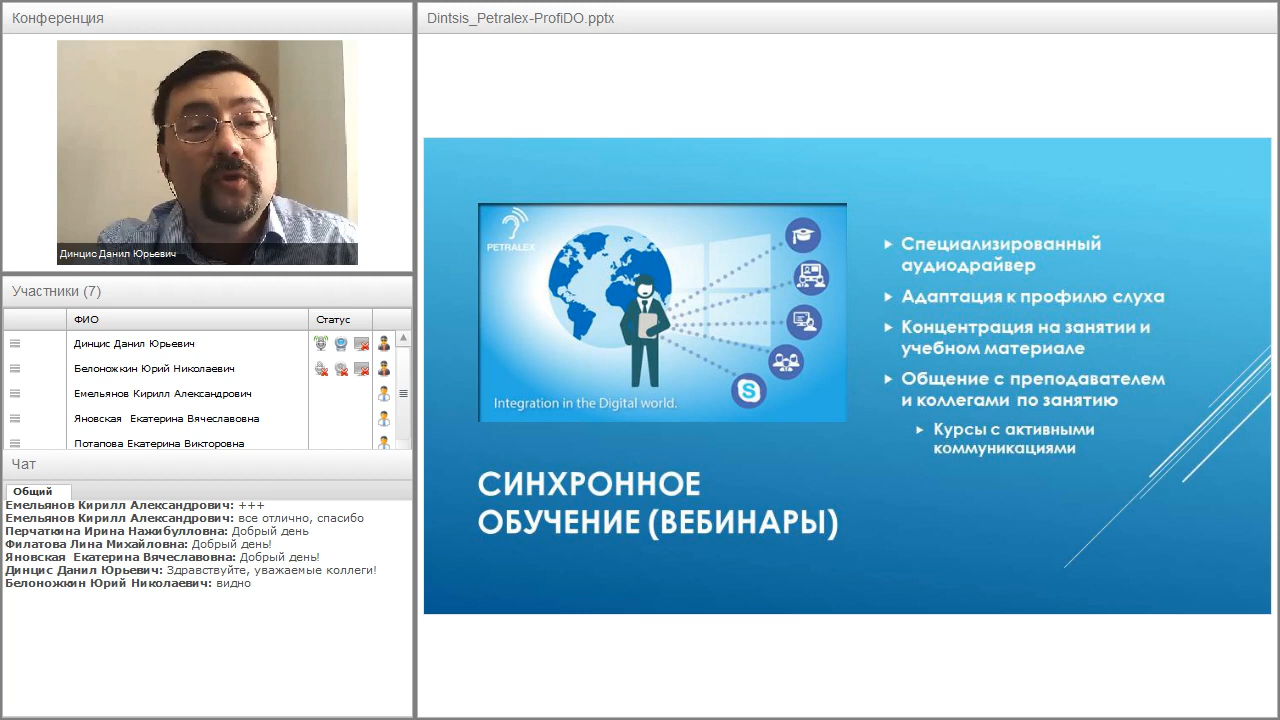 Конференция
Динцис Данил Юрьевич
Участники (7)
ФИО
Статус
Динцис Данил Юрьевич
Белоножкин Юрий Николаевич
Емельянов Кирилл Александрович
Яновская  Екатерина Вячеславовна
Потапова Екатерина Викторовна
Чат
Общий
Емельянов Кирилл Александрович: +++
Емельянов Кирилл Александрович: все отлично, спасибо
Перчаткина Ирина Нажибулловна: Добрый день
Филатова Лина Михайловна: Добрый день!
Яновская  Екатерина Вячеславовна: Добрый день!
Динцис Данил Юрьевич: Здравствуйте, уважаемые коллеги!
Белоножкин Юрий Николаевич: видно
Dintsis_Petralex-ProfiDO.pptx
PETRALEX
Integration in the Digital world.
СИНХРОННОЕ
ОБУЧЕНИЕ (ВЕБИНАРЫ)
Специализированный
аудиодрайвер
Адаптация к профилю слуха
Концентрация на занятии и
учебном материале
Общение с преподавателем
и коллегами  по занятию
Курсы с активными
коммуникациями